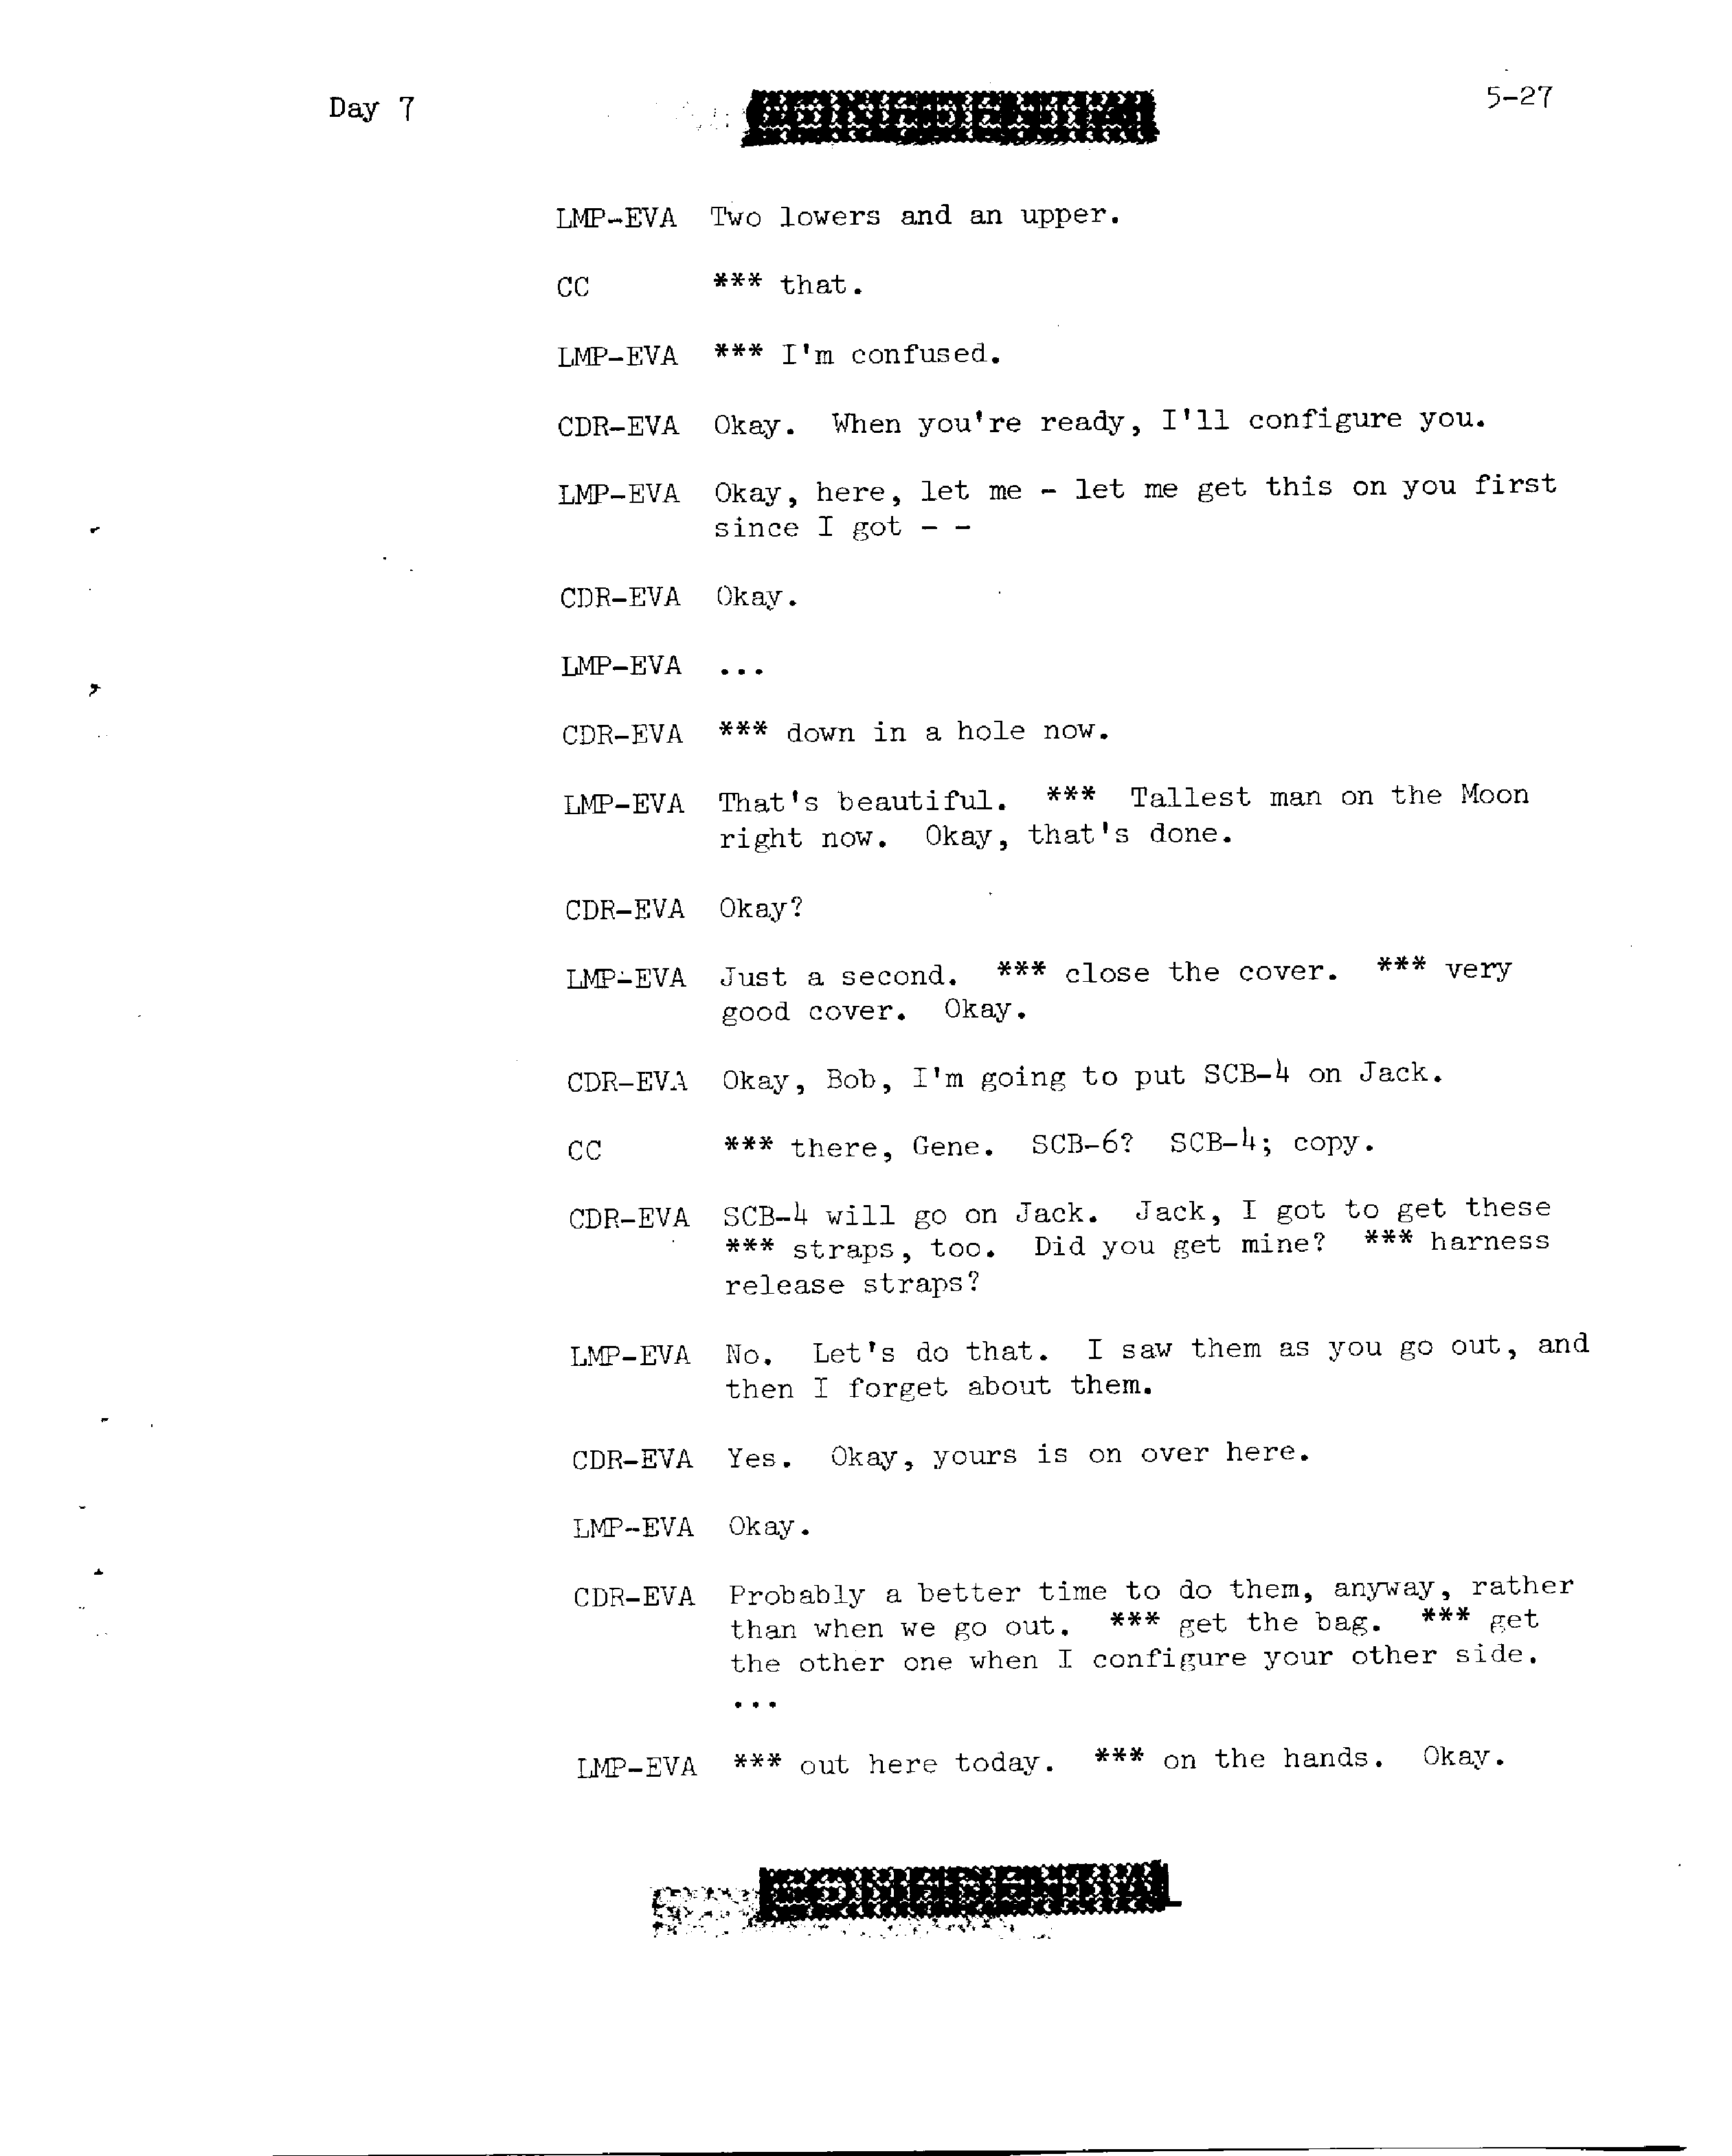 Day 7
CONFIDENTIAL
5-27
LMP-EVA Two lowers and an upper.
CC *** that.
LMP-EVA *** I'm confused.
CDR-EVA Okay. When you're ready, I'll configure you.
LMP-EVA Okay, here, let me - let me get this on you first
since I got - -
CDR-EVA Okay.
LMP-EVA ...
CDR-EVA *** down in a hole now.
LMP-EVA That's beautiful. *** Tallest man on the Moon
right now. Okay, that's done.
CDR-EVA Okay?
LMP-EVA Just a second. *** close the cover. *** very
good cover. Okay.
CDR-EVA Okay, Bob, I'm going to put SCB-4 on Jack.
CC *** there, Gene. SCB-6? SCB-4; copy.
CDR-EVA SCB-4 will go on Jack. Jack, I got to get these
*** straps, too. Did you get mine? *** harness
release straps?
LMP-EVA No. Let's do that. I saw them as you go out, and
then I forget about them.
CDR-EVA Yes. Okay, yours is on over here.
LMP-EVA Okay.
CDR-EVA Probably a better time to do them, anyway, rather
than when we go out. *** get the bag. *** get
the other one when I configure your other side.
...
LMP-EVA *** out here today. *** on the hands. Okay.
CONFIDENTIAL